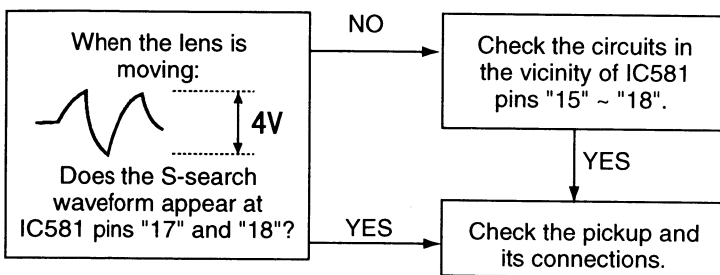 When the lens is
moving:
4V
Does the S-search
waveform appear at
IC581 pins "17" and "18"?
NO
Check the circuits in
the vicinity of IC581
pins "15" ~ "18".
YES
YES
Check the pickup and
its connections.